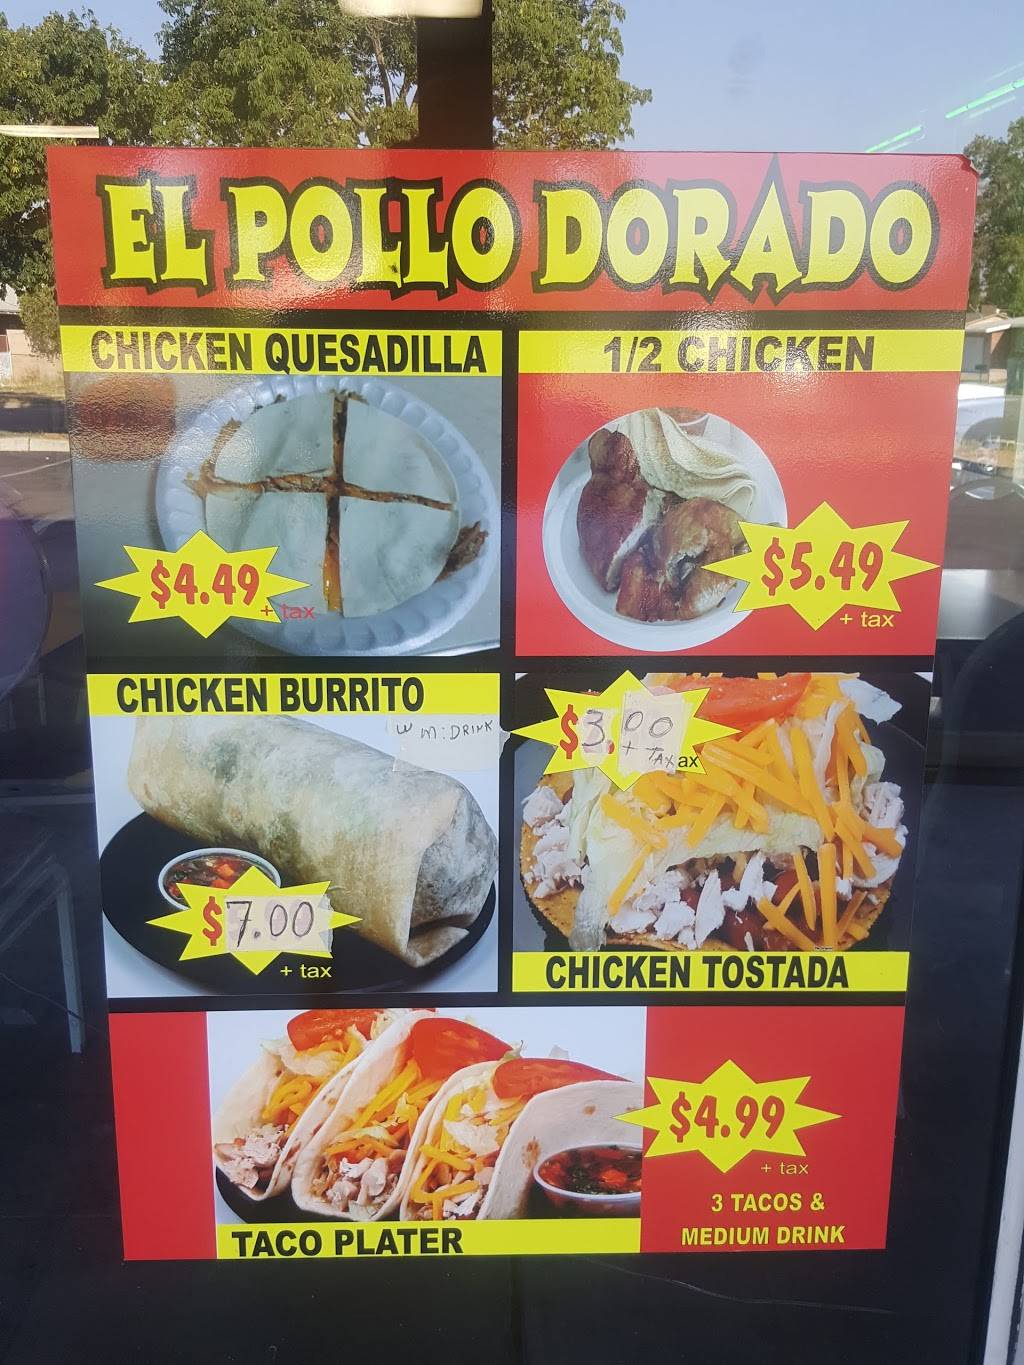 EL POLLO DORADO
CHICKEN QUESADILLA
$4.49
+ tax
1/2 CHICKEN
$5.49
+ tax
CHICKEN BURRITO
W M: DRINK
$7.00
+ tax
$3.00
+ TAX ax
CHICKEN TOSTADA
TACO PLATER
$4.99
+ tax
3 TACOS &
MEDIUM DRINK